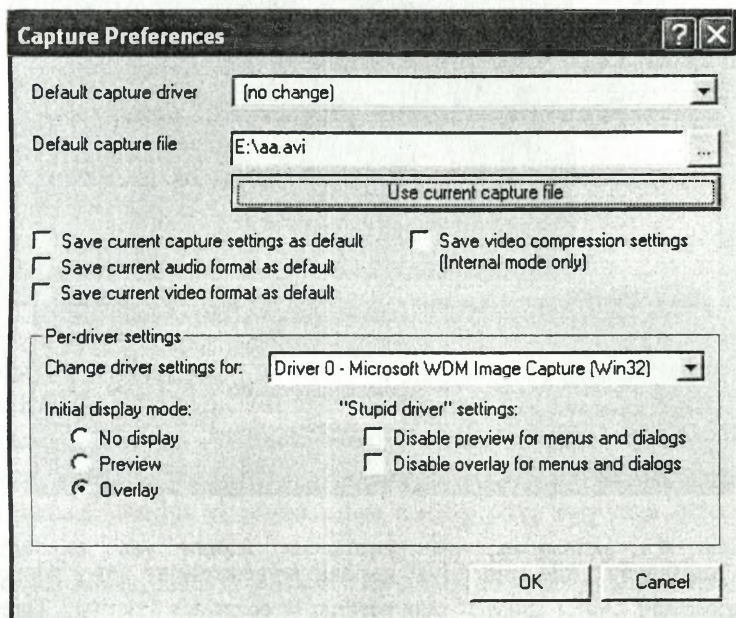 Capture Preferences
Default capture driver
(no change)
Default capture file
E:\aa.avi
...
Use current capture file
Save current capture settings as default
Save video compression settings
(Internal mode only)
Save current audio format as default
Save current video format as default
Per-driver settings
Change driver settings for:
Driver 0 - Microsoft WDM Image Capture (Win32)
Initial display mode:
"Stupid driver" settings:
No display
Disable preview for menus and dialogs
Preview
Disable overlay for menus and dialogs
Overlay
OK
Cancel